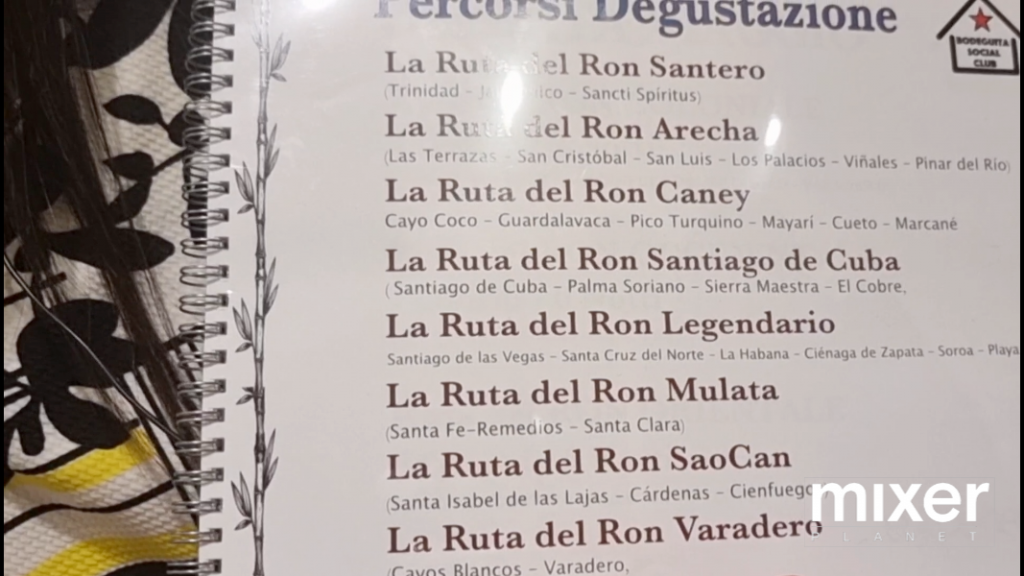 Percorsi Degustazione
BODEGUITA
SOCIAL
CLUB
La Ruta del Ron Santero
(Trinidad - - Sancti Spiritus)
La Ruta del Ron Arecha
(Las Terrazas - San Cristóbal - San Luis - Los Palacios - Viñales - Pinar del Río)
La Ruta del Ron Caney
Cayo Coco - Guardalavaca - Pico Turquino - Mayarí - Cueto - Marcané
La Ruta del Ron Santiago de Cuba
( Santiago de Cuba - Palma Soriano - Sierra Maestra - El Cobre,
La Ruta del Ron Legendario
Santiago de las Vegas - Santa Cruz del Norte - La Habana - Ciénaga de Zapata - Soroa - Playa
La Ruta del Ron Mulata
(Santa Fe-Remedios - Santa Clara)
La Ruta del Ron SaoCan
(Santa Isabel de las Lajas - Cárdenas - Cienfuego
La Ruta del Ron Varadero
(Cayos Blancos - Varadero,
mixer
PLANET